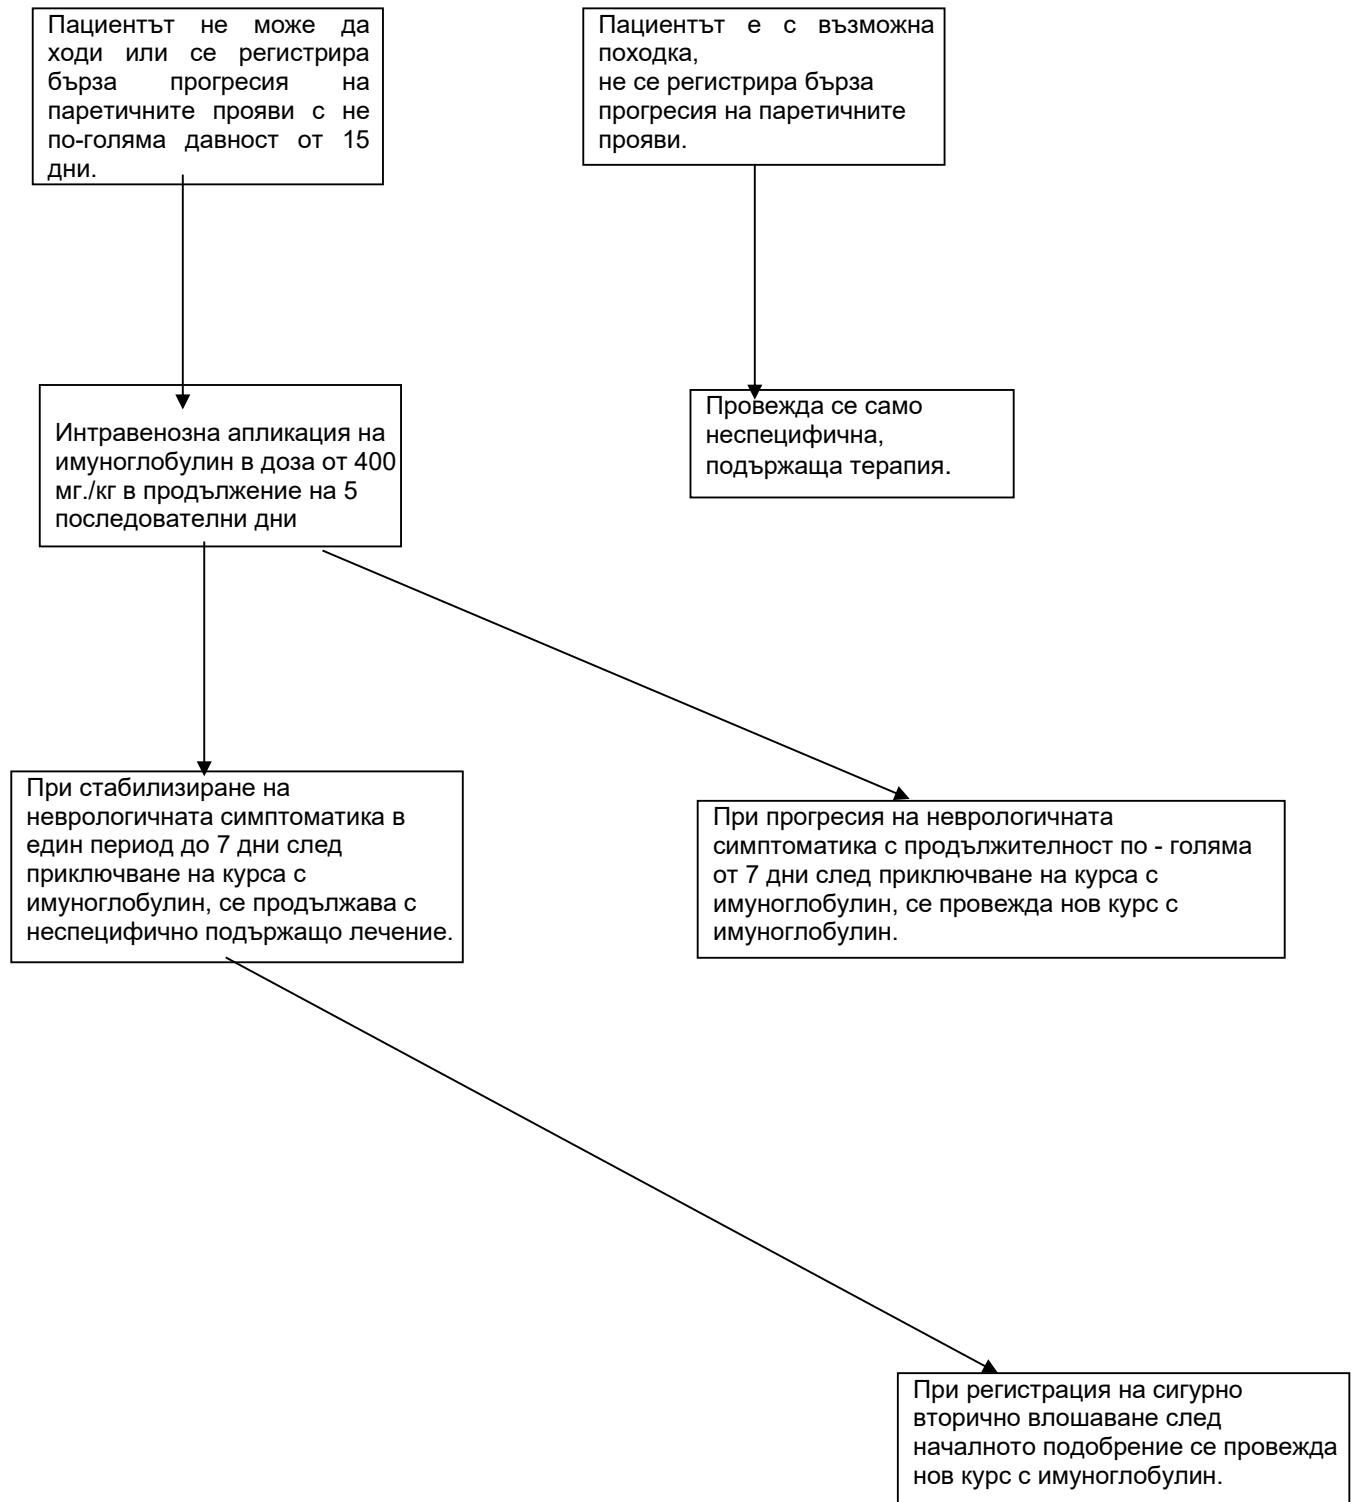 Пациентът не може да
ходи или се регистрира
бърза прогресия на
паретичните прояви с не
по-голяма давност от 15
дни.
Пациентът е с възможна
походка,
не се регистрира бърза
прогресия на паретичните
прояви.
Интравенозна апликация на
имуноглобулин в доза от 400
мг./кг в продължение на 5
последователни дни
Провежда се само
неспецифична,
подържаща терапия.
При стабилизиране на
неврологичната симптоматика в
един период до 7 дни след
приключване на курса с
имуноглобулин, се продължава с
неспецифично подържащо лечение.
При прогресия на неврологичната
симптоматика с продължителност по - голяма
от 7 дни след приключване на курса с
имуноглобулин, се провежда нов курс с
имуноглобулин.
При регистрация на сигурно
вторично влошаване след
началното подобрение се провежда
нов курс с имуноглобулин.